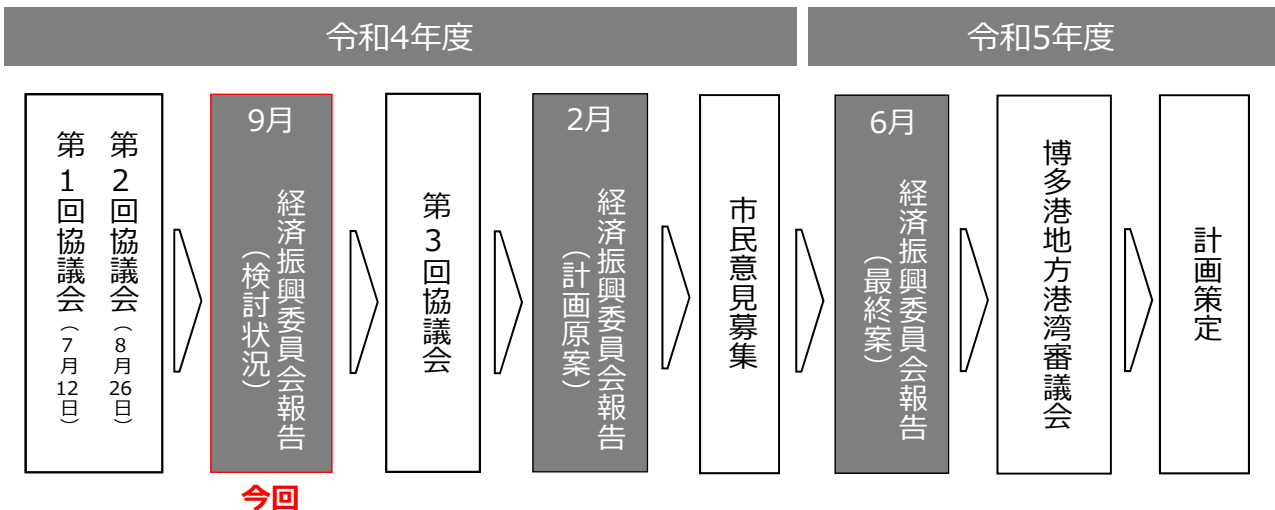 令和4年度
令和5年度
第1回協議会（7月12日）
第2回協議会（8月26日）
9月
経済振興委員会報告
（検討状況）
今回
第3回協議会
2月
経済振興委員会報告
（計画原案）
市民意見募集
6月
経済振興委員会報告
（最終案）
博多港地方港湾審議会
計画策定